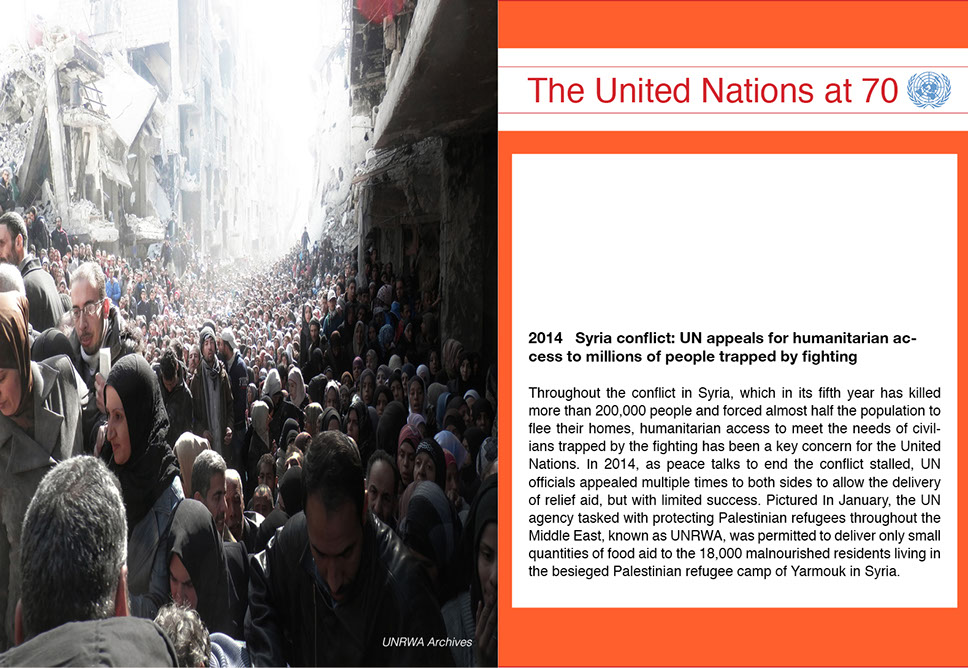 The United Nations at 70
2014 Syria conflict: UN appeals for humanitarian ac-
cess to millions of people trapped by fighting
Throughout the conflict in Syria, which in its fifth year has killed
more than 200,000 people and forced almost half the population to
flee their homes, humanitarian access to meet the needs of civil-
ians trapped by the fighting has been a key concern for the United
Nations. In 2014, as peace talks to end the conflict stalled, UN
officials appealed multiple times to both sides to allow the delivery
of relief aid, but with limited success. Pictured In January, the UN
agency tasked with protecting Palestinian refugees throughout the
Middle East, known as UNRWA, was permitted to deliver only small
quantities of food aid to the 18,000 malnourished residents living in
the besieged Palestinian refugee camp of Yarmouk in Syria.
UNRWA Archives